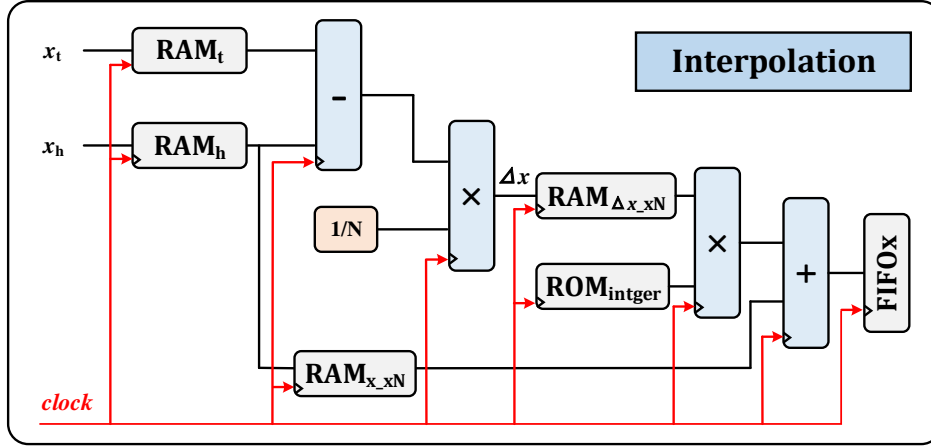 xt
RAMt
-
Interpolation
xh
RAMh
×
Δx
RAMΔx_xN
×
1/N
ROMintger
+
FIFOx
RAMx_xN
clock